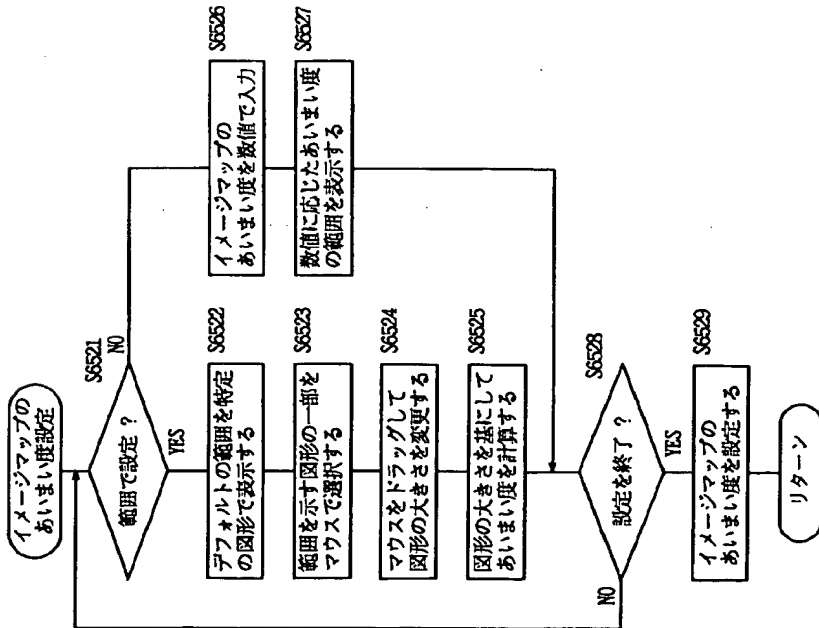 イメージマップの
あいまい度設定
S6521
範囲で設定？
NO
YES
S6522
デフォルトの範囲を特定
の図形で表示する
S6523
範囲を示す図形の一部を
マウスで選択する
S6524
マウスをドラッグして
図形の大きさを変更する
S6525
図形の大きさを基にして
あいまい度を計算する
S6526
イメージマップの
あいまい度を数値で入力
S6527
数値に応じたあいまい度
の範囲を表示する
S6528
設定を終了？
NO
YES
S6529
イメージマップの
あいまい度を設定する
リターン